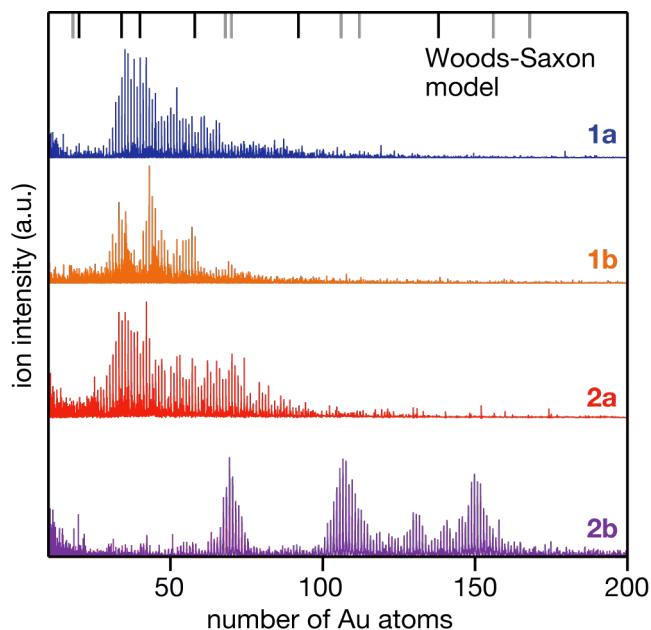 Woods-Saxon
model
1a
1b
2a
2b
ion intensity (a.u.)
50 100 150 200
number of Au atoms